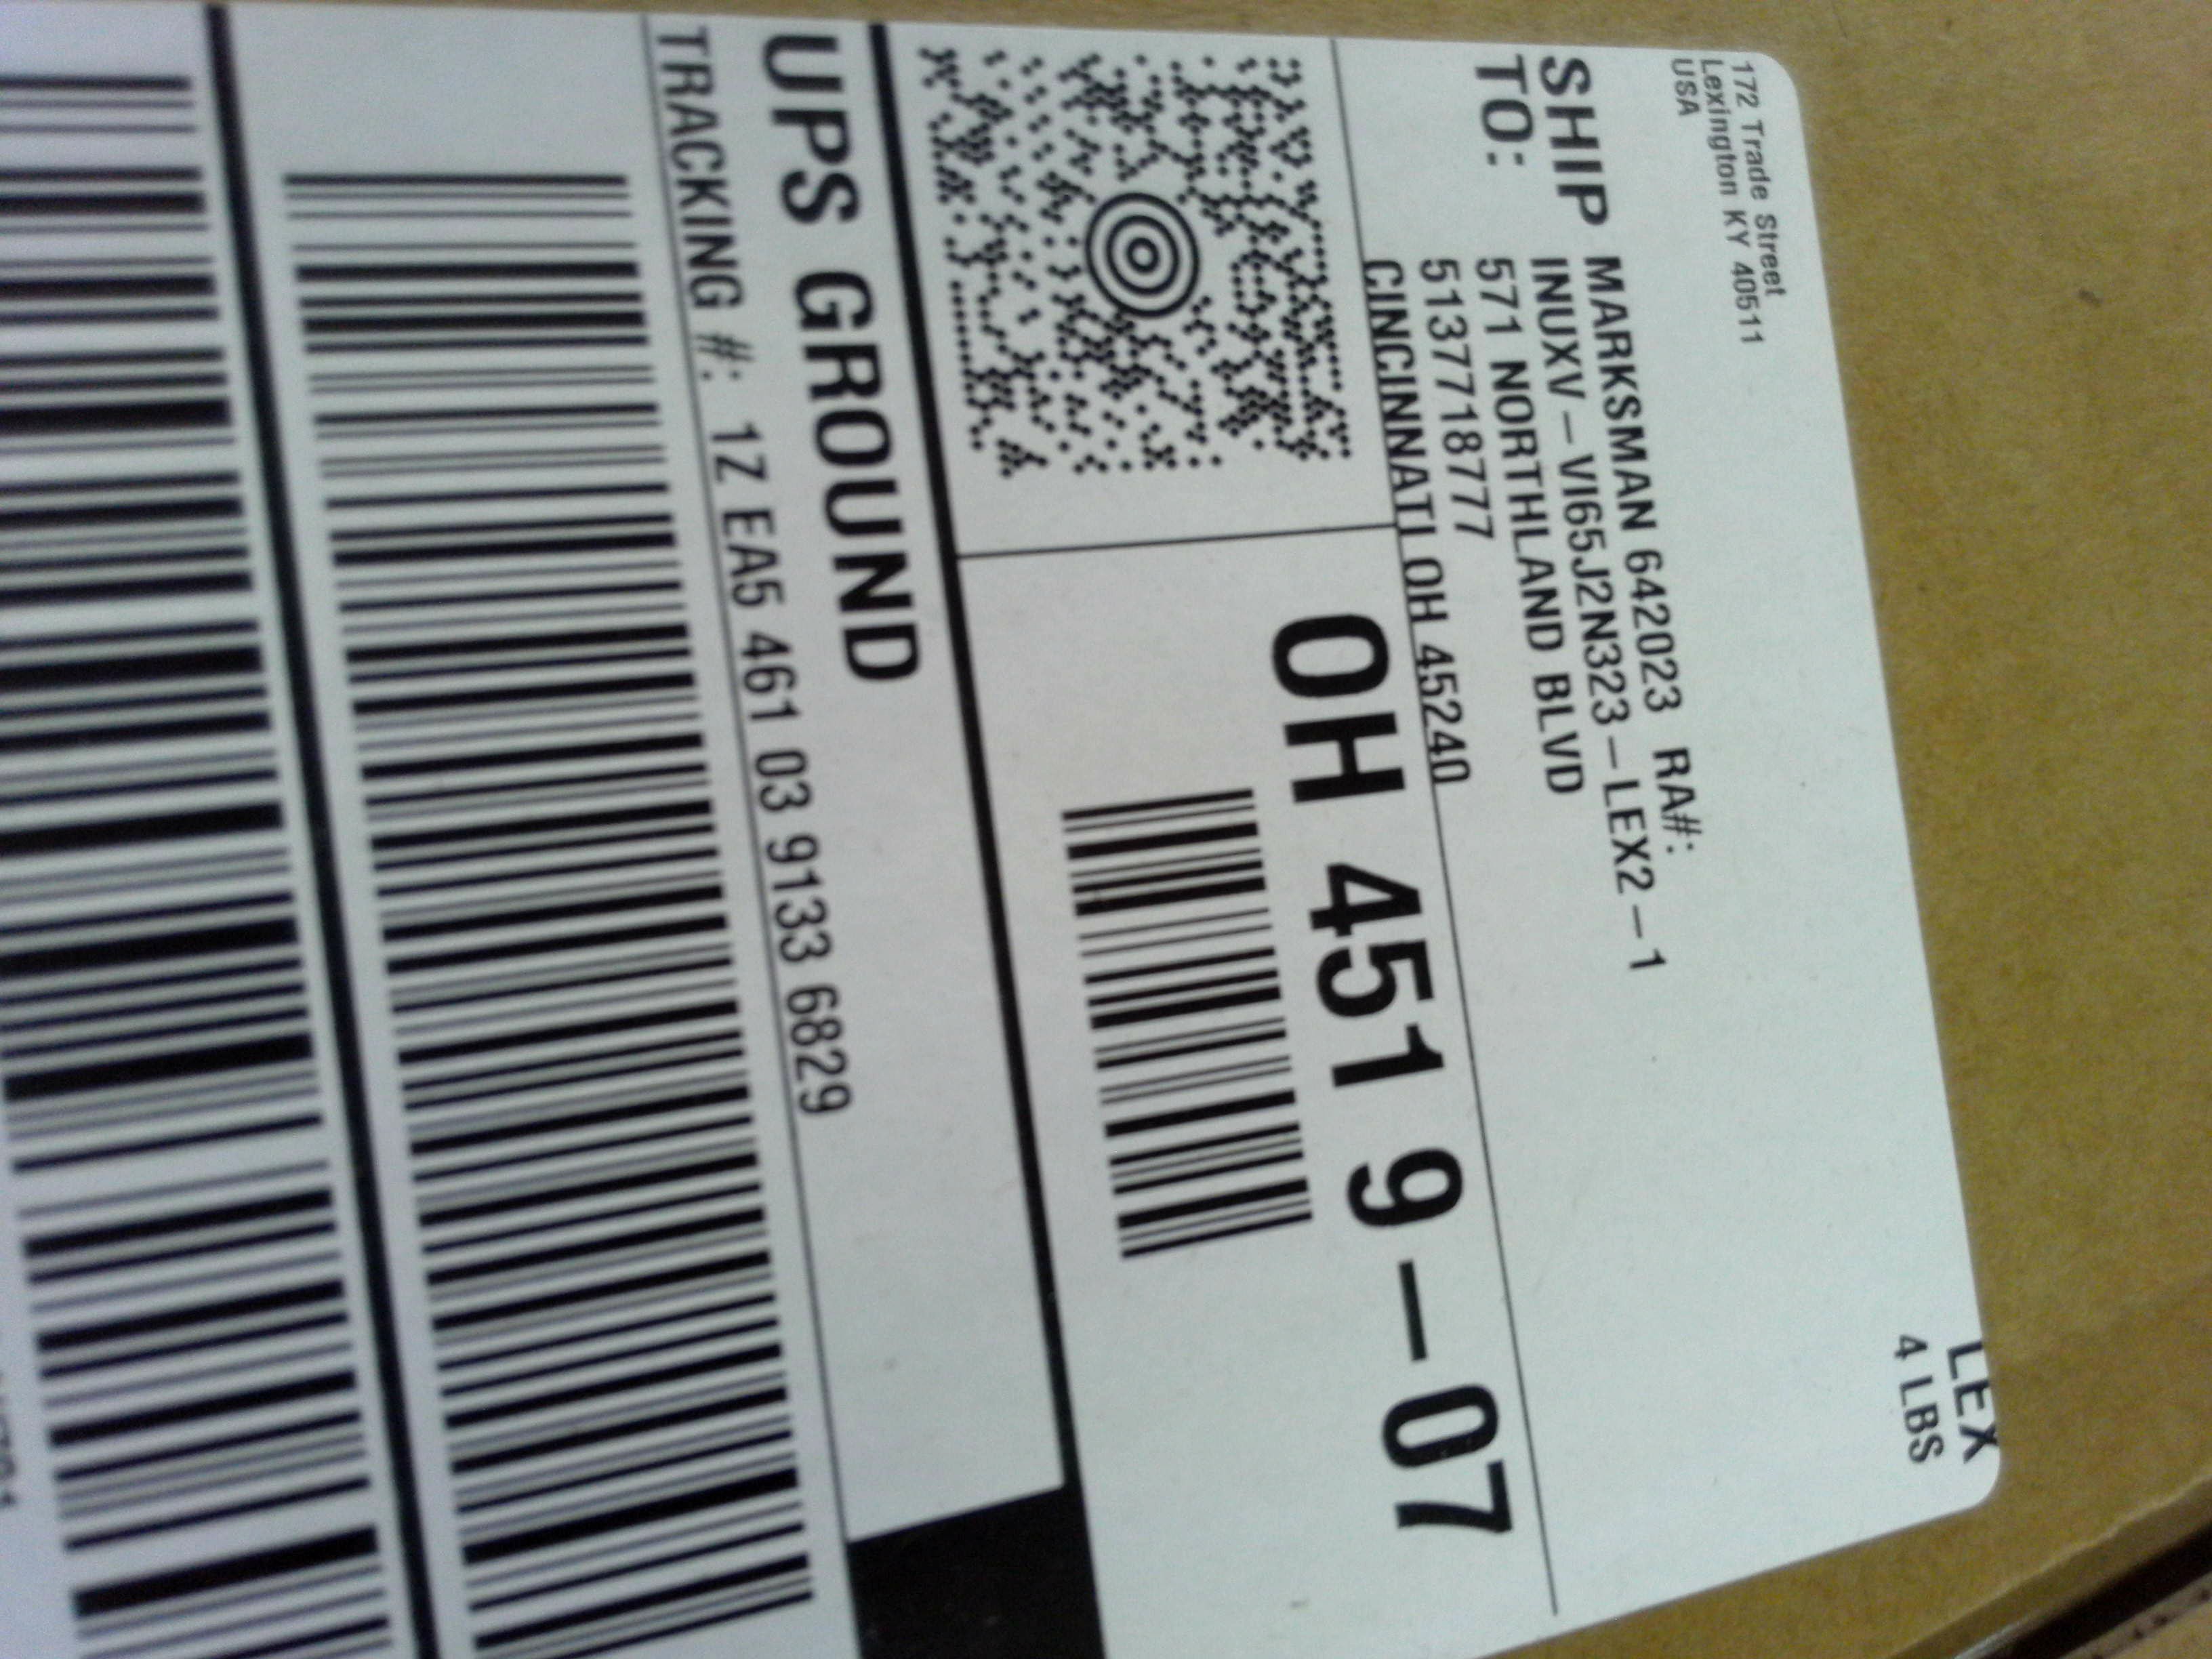 172 Trade Street
Lexington KY 40511
USA
LEX
4 LBS
SHIP TO:
MARKSMAN 642023 RA#:
INUXV-VI65J2N323-LEX2-1
571 NORTHLAND BLVD
5137718777
CINCINNATI OH 45240
OH 451 9-07
UPS GROUND
TRACKING #: 1Z EA5 461 03 9133 6829